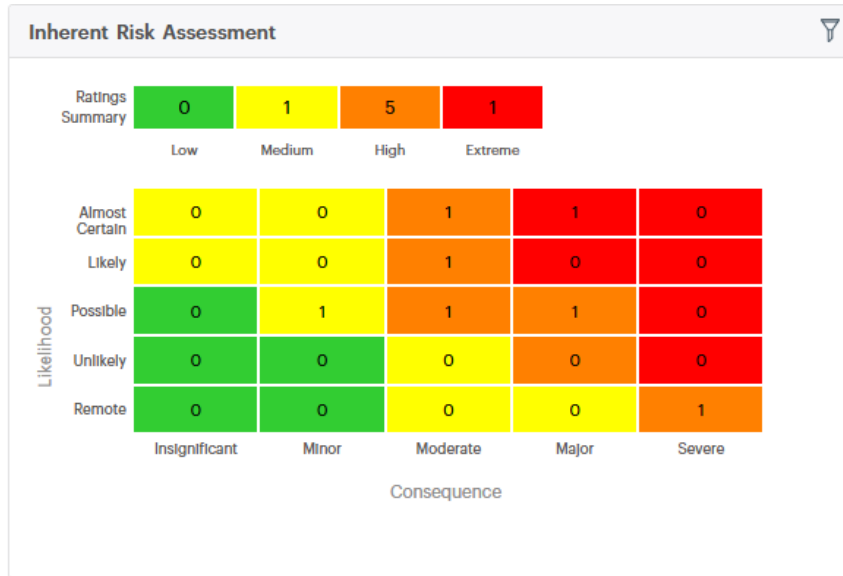 Inherent Risk Assessment
Ratings
Summary
0 1 5 1
Low Medium High Extreme
Almost
Certain
0 0 1 1 0
Likely 0 0 1 0 0
Possible 0 1 1 1 0
Unlikely 0 0 0 0 0
Remote 0 0 0 0 1
Likelihood
Insignificant Minor Moderate Major Severe
Consequence